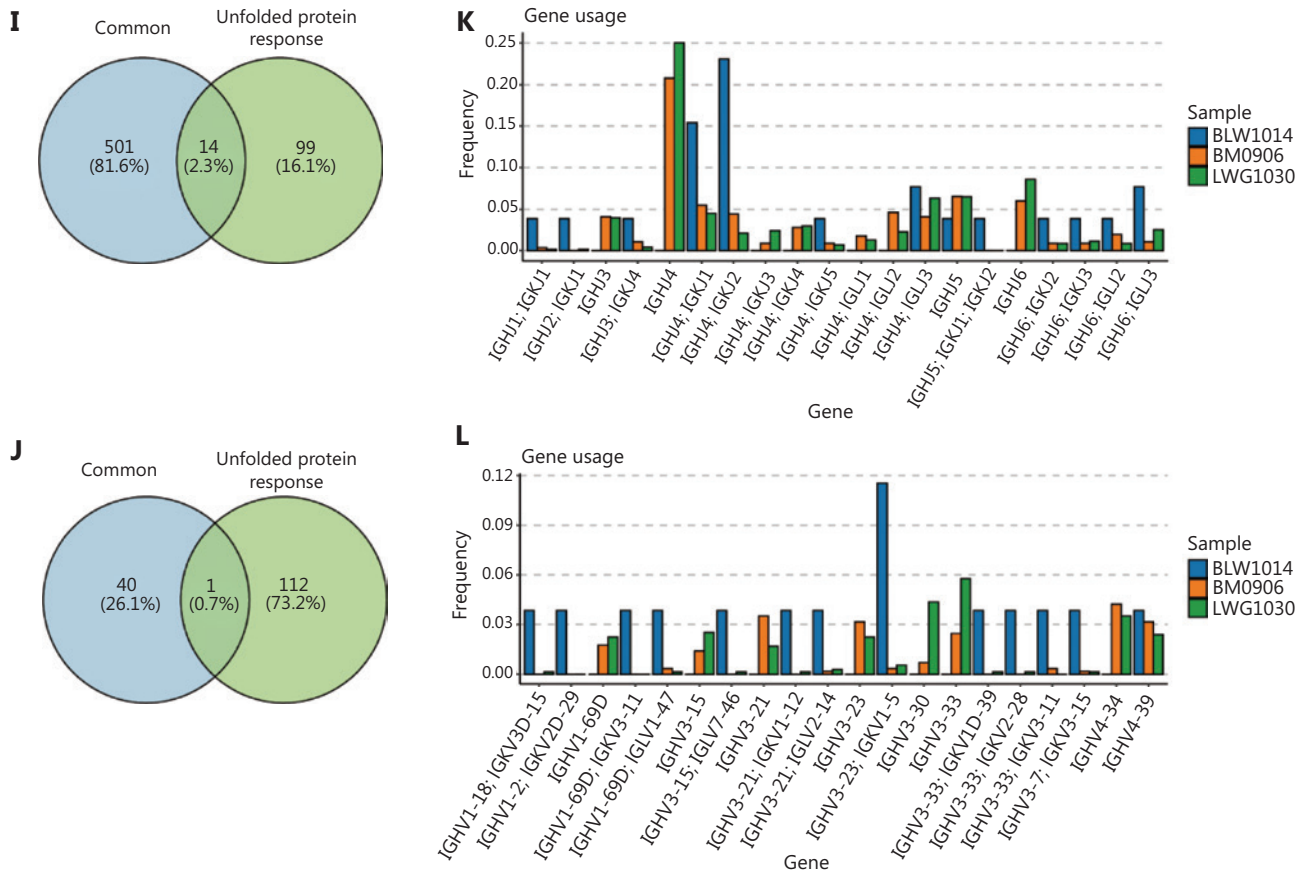 I
Common
Unfolded protein
response
501
(81.6%)
14
(2.3%)
99
(16.1%)
K
Gene usage
Frequency
0.25
0.20
0.15
0.10
0.05
0.00
IGHJ1; IGKJ1
IGHJ2; IGKJ1
IGHJ3
IGHJ3; IGKJ4
IGHJ4
IGHJ4; IGKJ1
IGHJ4; IGKJ2
IGHJ4; IGKJ3
IGHJ4; IGKJ4
IGHJ4; IGKJ5
IGHJ4; IGLJ1
IGHJ4; IGLJ2
IGHJ4; IGLJ3
IGHJ5
IGHJ5; IGKJ1; IGKJ2
IGHJ6
IGHJ6; IGKJ2
IGHJ6; IGKJ3
IGHJ6; IGLJ2
IGHJ6; IGLJ3
Gene
Sample
BLW1014
BM0906
LWG1030
J
Common
Unfolded protein
response
40
(26.1%)
1
(0.7%)
112
(73.2%)
L
Gene usage
Frequency
0.12
0.09
0.06
0.03
0.00
IGHV1-18; IGKV3D-15
IGHV1-2; IGKV2D-29
IGHV1-69D
IGHV1-69D; IGKV3-11
IGHV1-69D; IGLV1-47
IGHV3-15
IGHV3-15; IGLV7-46
IGHV3-21
IGHV3-21; IGKV1-12
IGHV3-21; IGLV2-14
IGHV3-23
IGHV3-23; IGKV1-5
IGHV3-30
IGHV3-33
IGHV3-33; IGKV1D-39
IGHV3-33; IGKV2-28
IGHV3-33; IGKV3-11
IGHV3-7; IGKV3-15
IGHV4-34
IGHV4-39
Gene
Sample
BLW1014
BM0906
LWG1030